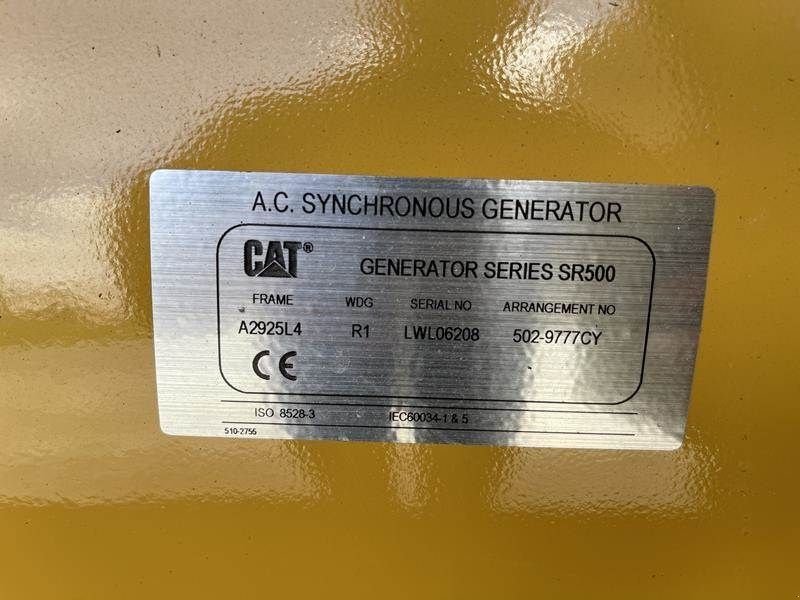 A.C. SYNCHRONOUS GENERATOR
CAT®
GENERATOR SERIES SR500
FRAME WDG SERIAL NO ARRANGEMENT NO
A2925L4 R1 LWL06208 502-9777CY
CE
ISO 8528-3 IEC60034-1 & 5
510-2755